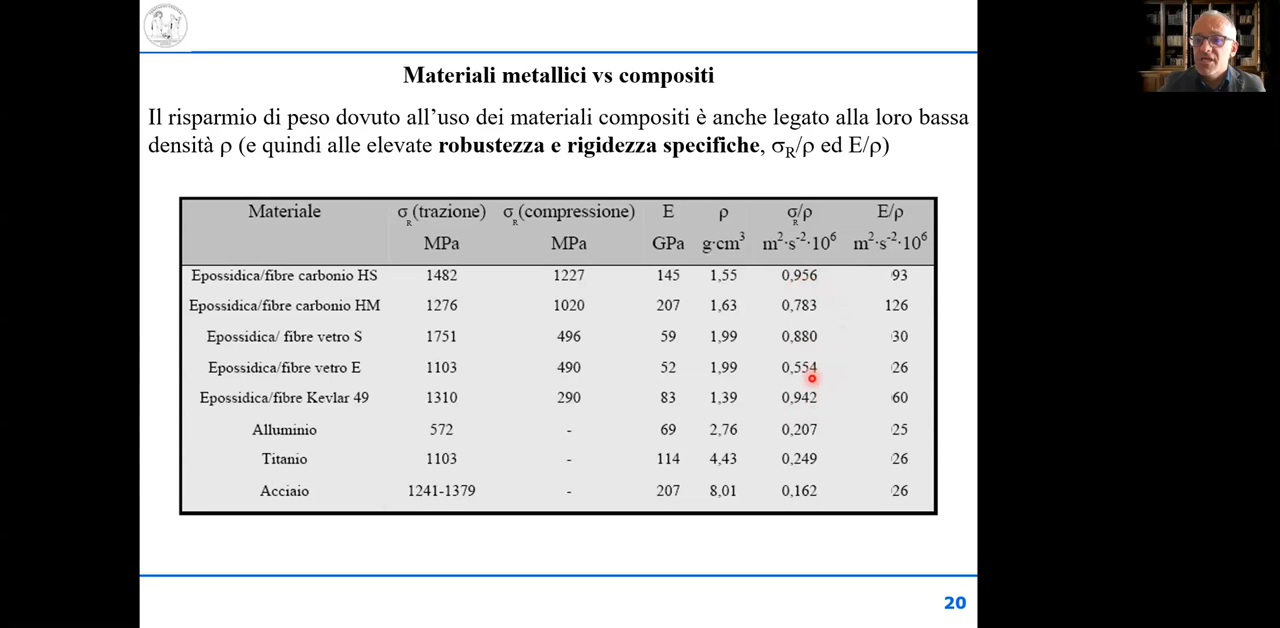 Materiali metallici vs compositi
Il risparmio di peso dovuto all'uso dei materiali compositi è anche legato alla loro bassa
densità ρ (e quindi alle elevate robustezza e rigidezza specifiche, σR/ρ ed E/ρ)
Materiale σR (trazione) σR (compressione) E ρ σR/ρ E/ρ
MPa MPa GPa g·cm³ m²·s⁻²·10⁶ m²·s⁻²·10⁶
Epossidica/fibre carbonio HS 1482 1227 145 1,55 0,956 93
Epossidica/fibre carbonio HM 1276 1020 207 1,63 0,783 126
Epossidica/ fibre vetro S 1751 496 59 1,99 0,880 30
Epossidica/fibre vetro E 1103 490 52 1,99 0,554 26
Epossidica/fibre Kevlar 49 1310 290 83 1,39 0,942 60
Alluminio 572 - 69 2,76 0,207 25
Titanio 1103 - 114 4,43 0,249 26
Acciaio 1241-1379 - 207 8,01 0,162 26
20